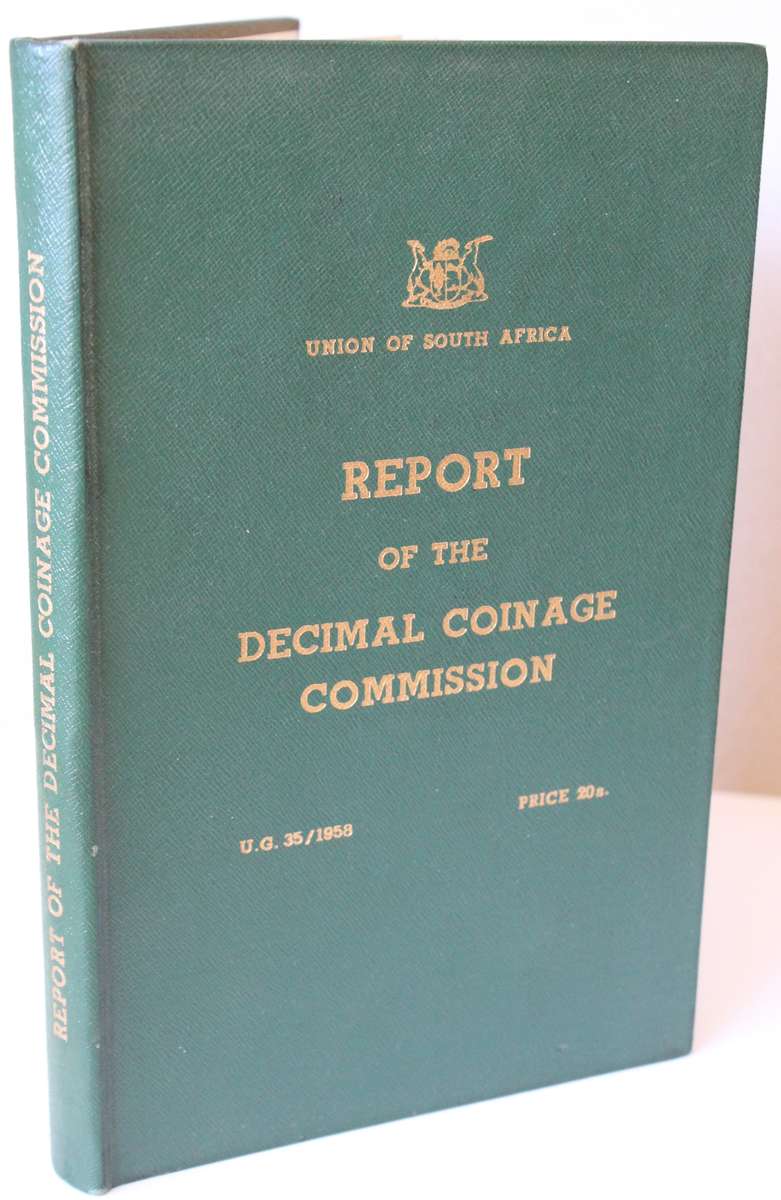 REPORT OF THE DECIMAL COINAGE COMMISSION
UNION OF SOUTH AFRICA
REPORT
OF THE
DECIMAL COINAGE
COMMISSION
U.G. 35/1958
PRICE 20s.